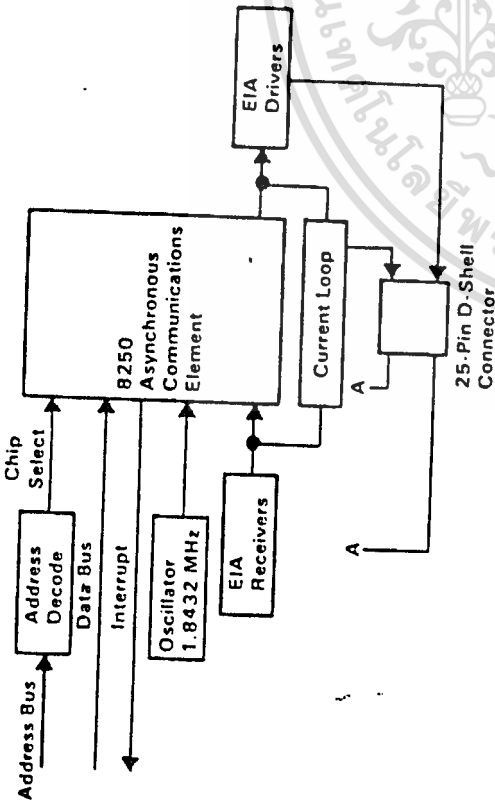 Address Bus
Address
Decode
Chip
Select
Data Bus
Interrupt
8250
Asynchronous
Communications
Element
Oscillator
1.8432 MHz
EIA
Receivers
EIA
Drivers
Current Loop
A
A
25-Pin D-Shell
Connector